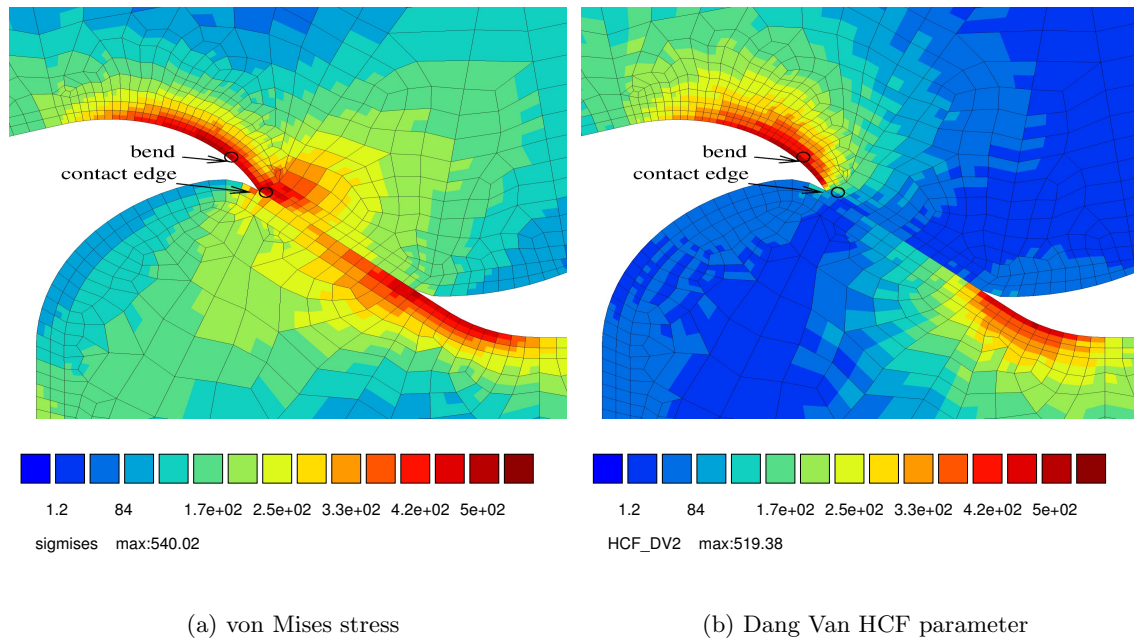 bend
contact edge
1.2 84 1.7e+02 2.5e+02 3.3e+02 4.2e+02 5e+02
sigmises max:540.02
(a) von Mises stress
bend
contact edge
1.2 84 1.7e+02 2.5e+02 3.3e+02 4.2e+02 5e+02
HCF_DV2 max:519.38
(b) Dang Van HCF parameter